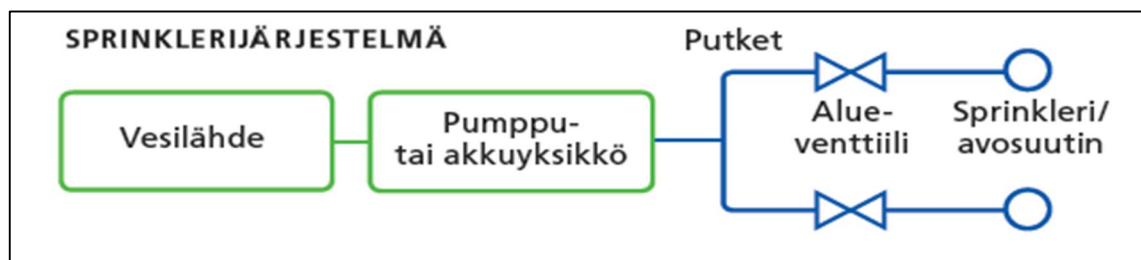 SPRINKLERIJÄRJESTELMÄ
Putket
Vesilähde
Pumppu-
tai akkuyksikkö
Alue-
venttiili
Sprinkleri/
avosuutin